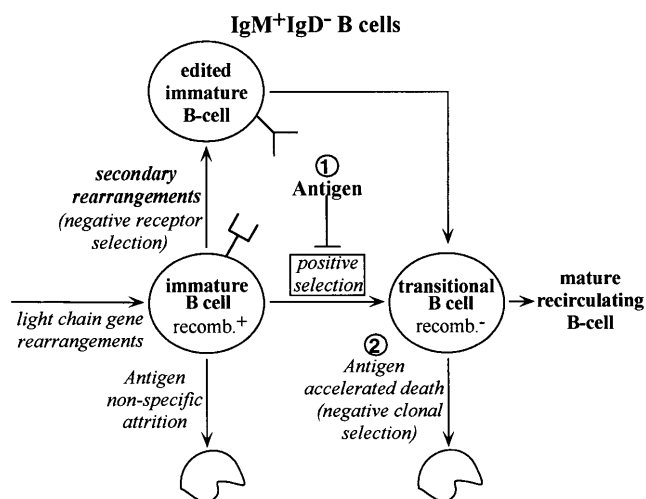 IgM+IgD- B cells
edited
immature
B-cell
secondary
rearrangements
(negative receptor
selection)
1
Antigen
positive
selection
light chain gene
rearrangements
immature
B cell
recomb.+
transitional
B cell
recomb.-
mature
recirculating
B-cell
Antigen
non-specific
attrition
2
Antigen
accelerated death
(negative clonal
selection)